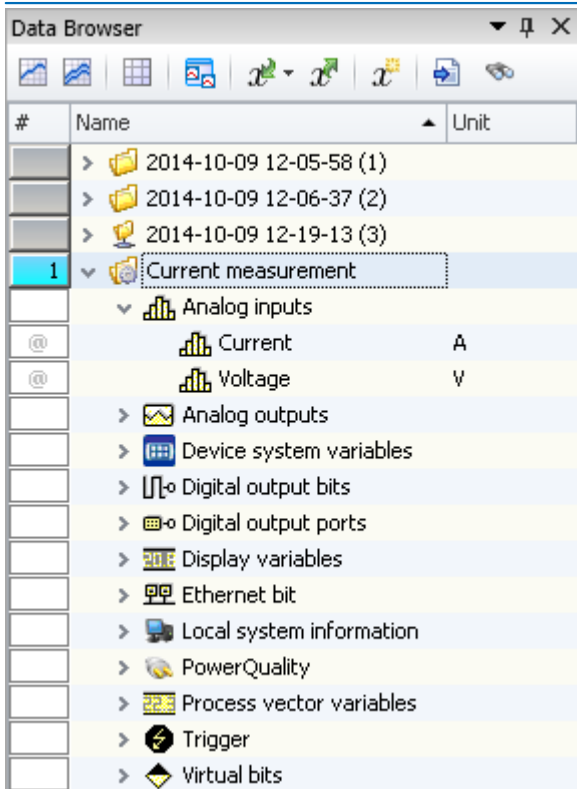 Data Browser
# Name Unit
2014-10-09 12-05-58 (1)
2014-10-09 12-06-37 (2)
2014-10-09 12-19-13 (3)
1 Current measurement
Analog inputs
@ Current A
@ Voltage V
Analog outputs
Device system variables
Digital output bits
Digital output ports
Display variables
Ethernet bit
Local system information
PowerQuality
Process vector variables
Trigger
Virtual bits